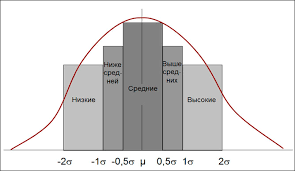 Ниже
сред-
ней
Выше
сред-
них
Средние
Низкие
Высокие
-2σ -1σ -0,5σ μ 0,5σ 1σ 2σ